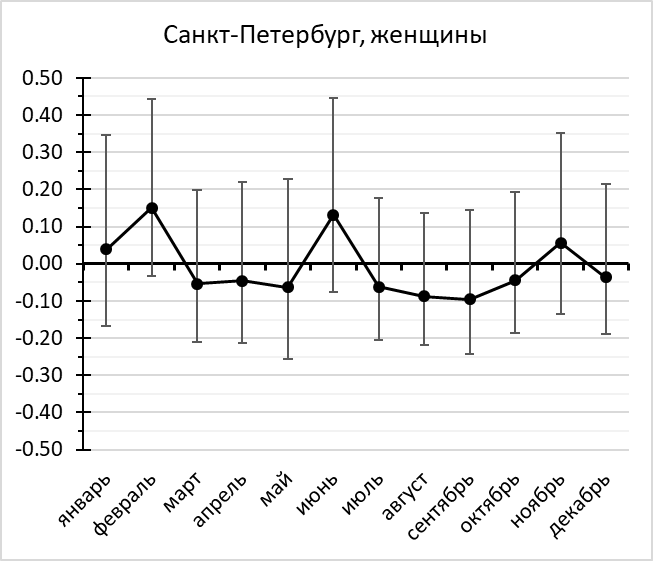 Санкт-Петербург, женщины
0.50
0.40
0.30
0.20
0.10
0.00
-0.10
-0.20
-0.30
-0.40
-0.50
январь
февраль
март
апрель
май
июнь
июль
август
сентябрь
октябрь
ноябрь
декабрь